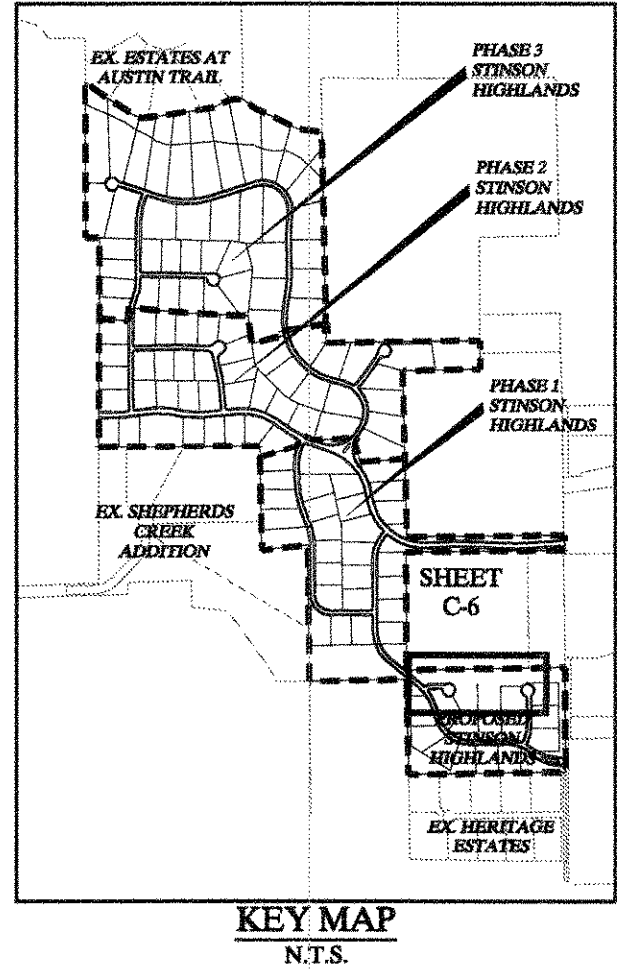 EX. ESTATES AT
AUSTIN TRAIL
PHASE 3
STINSON
HIGHLANDS
PHASE 2
STINSON
HIGHLANDS
PHASE 1
STINSON
HIGHLANDS
EX. SHEPHERDS
CREEK
ADDITION
SHEET
C-6
PROPOSED
STINSON
HIGHLANDS
EX. HERITAGE
ESTATES
KEY MAP
N.T.S.